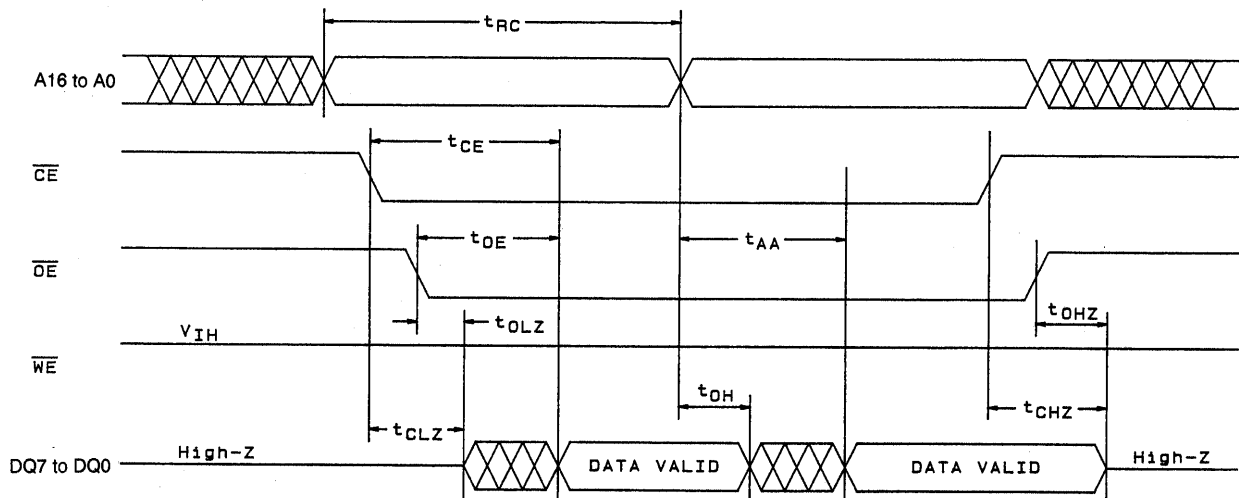 tRC
A16 to A0
tCE
CE
tOE
tAA
OE
tOLZ
tOHZ
VIH
WE
tOH
tCLZ
tCHZ
High-Z
DATA VALID
DATA VALID
High-Z
DQ7 to DQ0